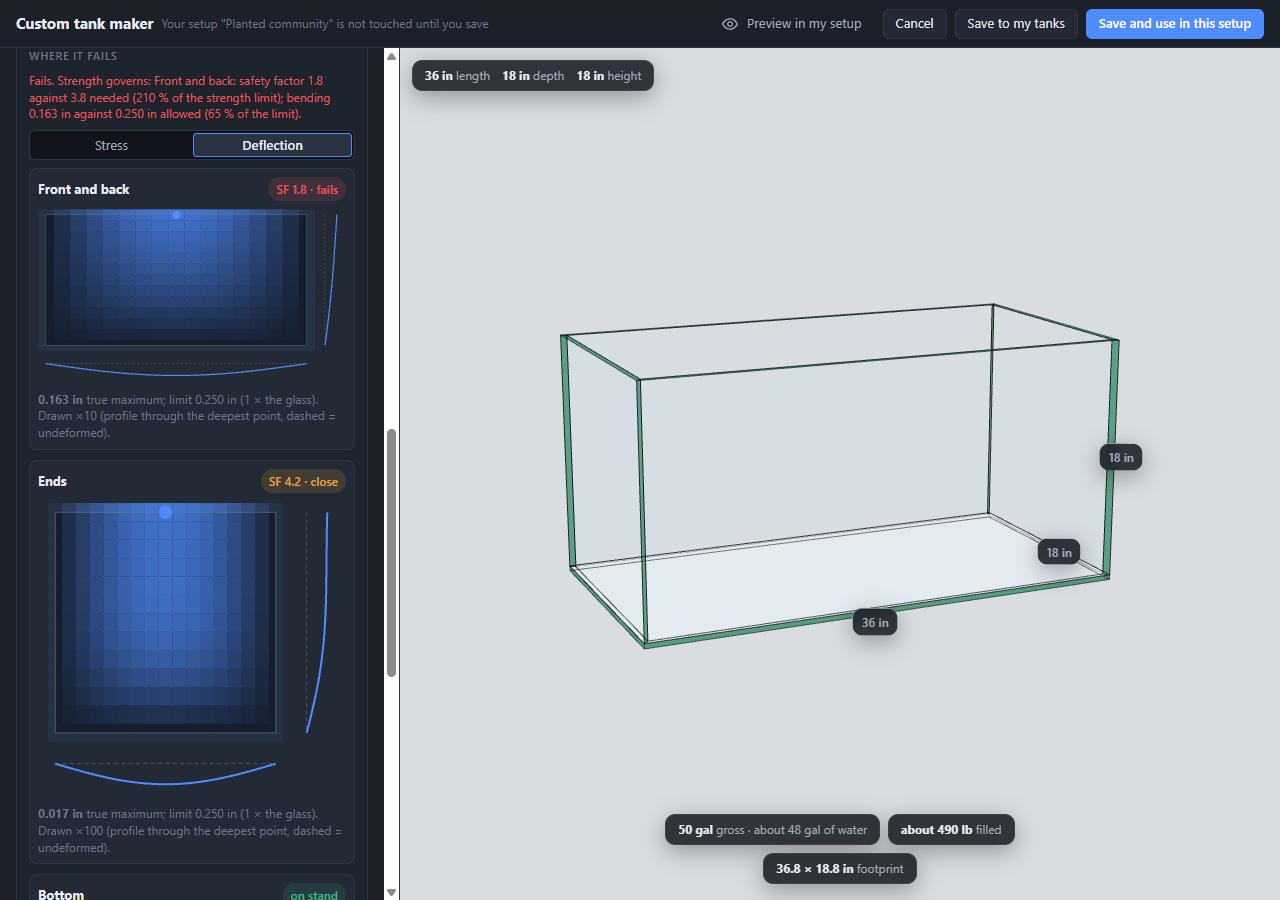 Custom tank maker
Your setup "Planted community" is not touched until you save
Preview in my setup
Cancel
Save to my tanks
Save and use in this setup
WHERE IT FAILS
Fails. Strength governs: Front and back: safety factor 1.8
against 3.8 needed (210 % of the strength limit); bending
0.163 in against 0.250 in allowed (65 % of the limit).
Stress
Deflection
Front and back
SF 1.8 · fails
0.163 in true maximum; limit 0.250 in (1 × the glass).
Drawn ×10 (profile through the deepest point, dashed =
undeformed).
Ends
SF 4.2 · close
0.017 in true maximum; limit 0.250 in (1 × the glass).
Drawn ×100 (profile through the deepest point, dashed =
undeformed).
Bottom
on stand
36 in length 18 in depth 18 in height
18 in
18 in
36 in
50 gal gross · about 48 gal of water
about 490 lb filled
36.8 × 18.8 in footprint